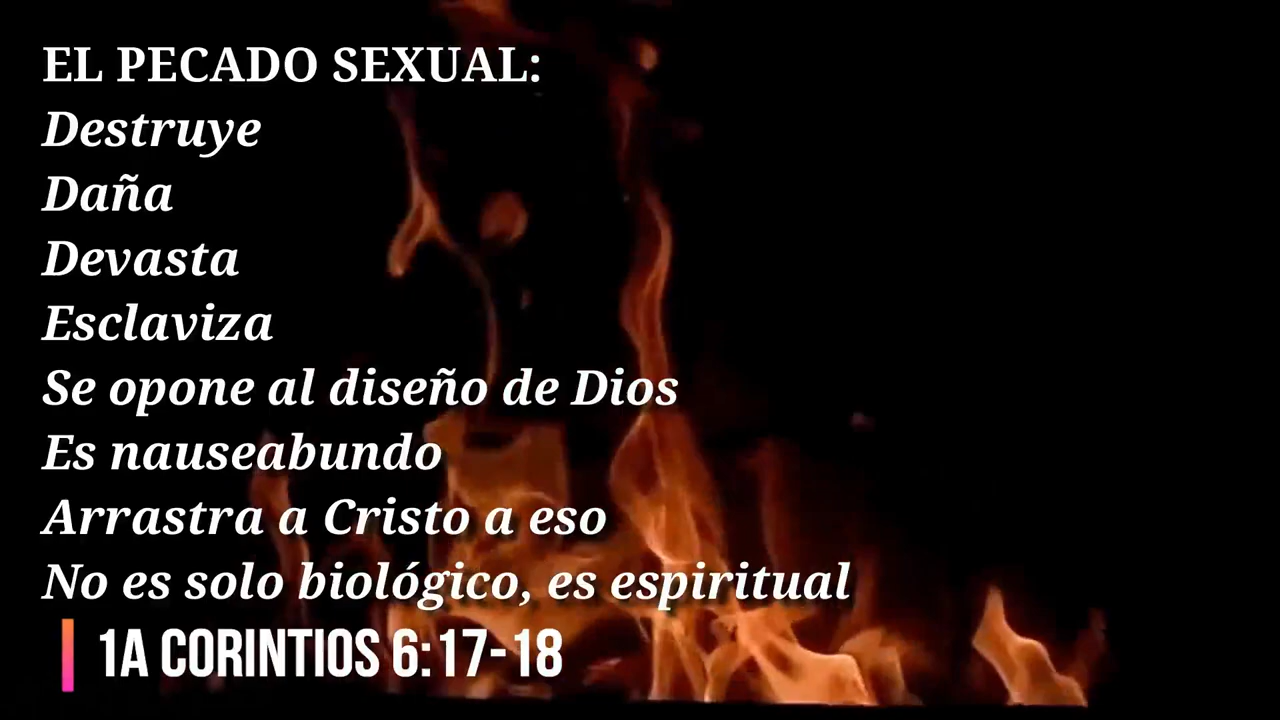 EL PECADO SEXUAL:
Destruye
Daña
Devasta
Esclaviza
Se opone al diseño de Dios
Es nauseabundo
Arrastra a Cristo a eso
No es solo biológico, es espiritual
1A CORINTIOS 6:17-18